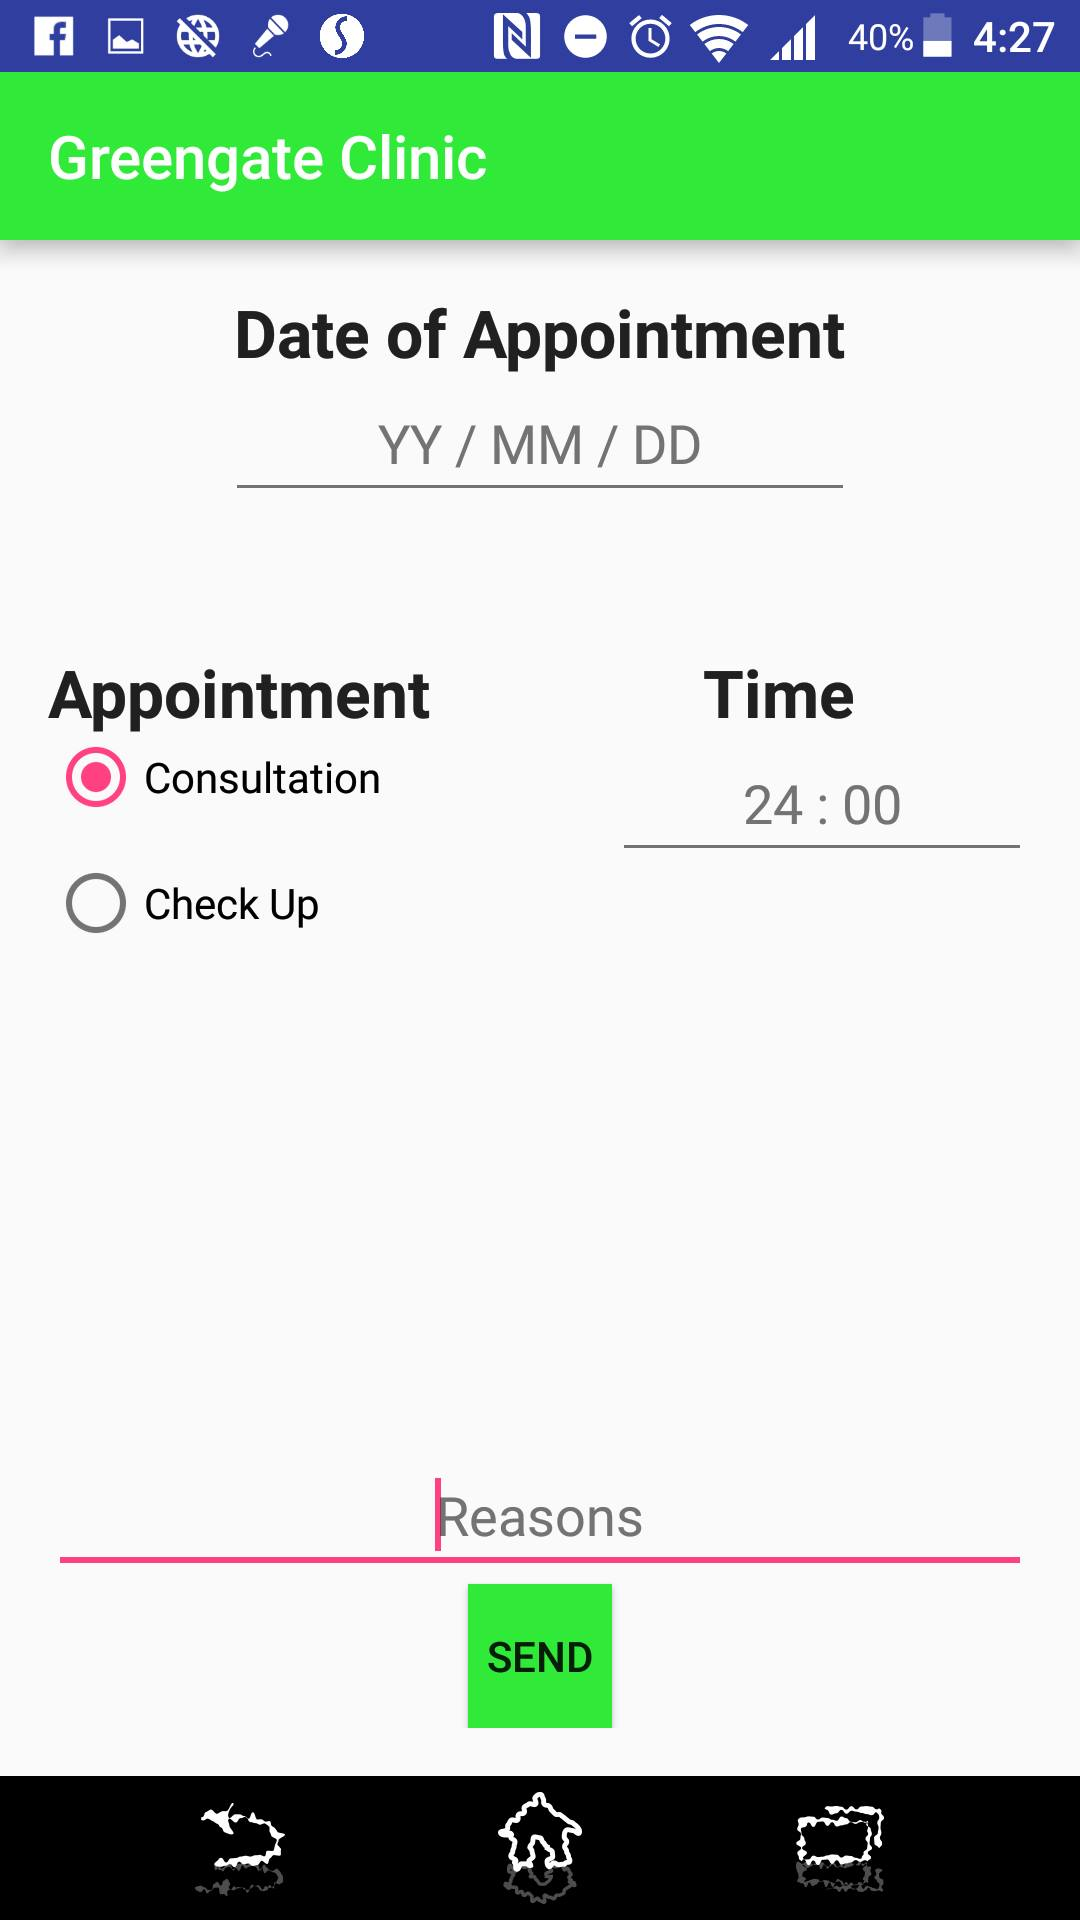 40% 4:27
Greengate Clinic
Date of Appointment
YY / MM / DD
Appointment
Time
Consultation
24 : 00
Check Up
Reasons
SEND